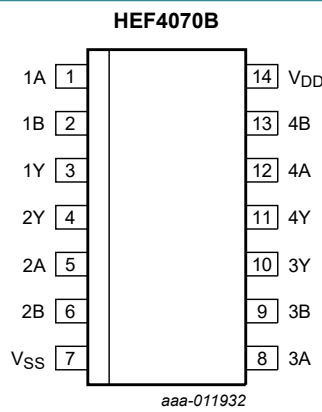 HEF4070B
1A 1 14 VDD
1B 2 13 4B
1Y 3 12 4A
2Y 4 11 4Y
2A 5 10 3Y
2B 6 9 3B
VSS 7 8 3A
aaa-011932